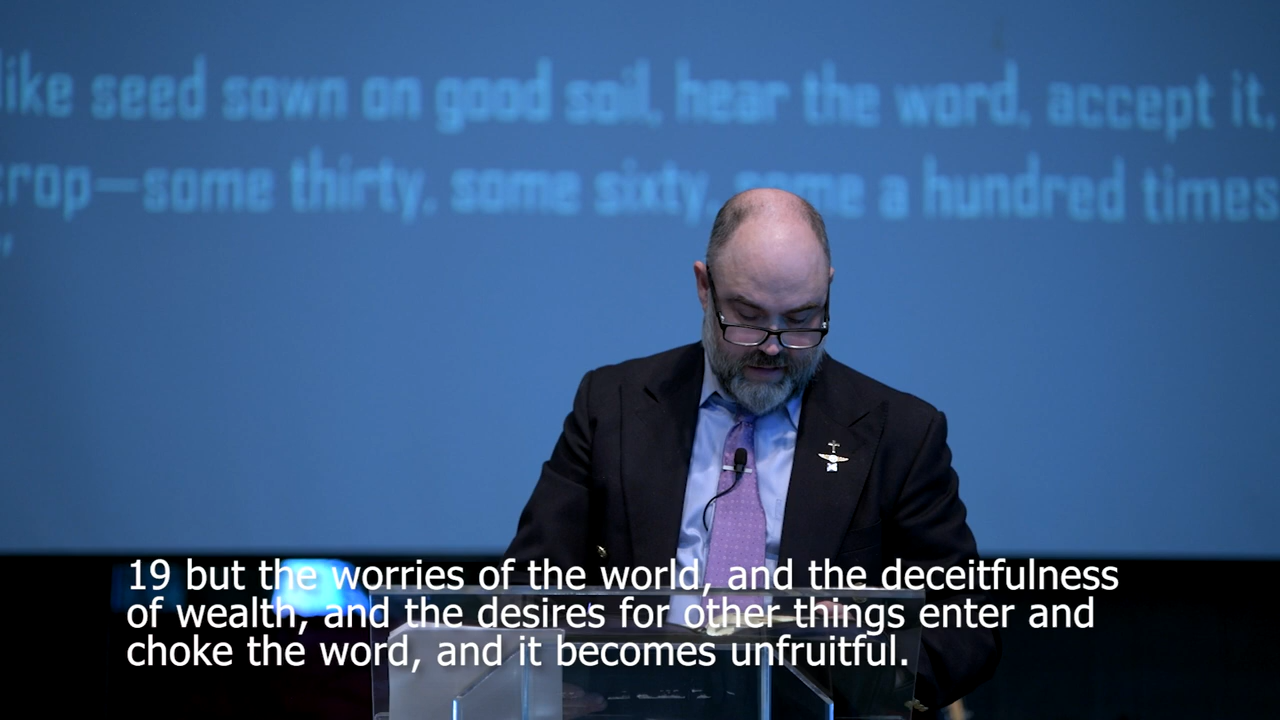 like seed sown on good soil, hear the word, accept it,
crop—some thirty, some sixty, some a hundred times
"
19 but the worries of the world, and the deceitfulness
of wealth, and the desires for other things enter and
choke the word, and it becomes unfruitful.